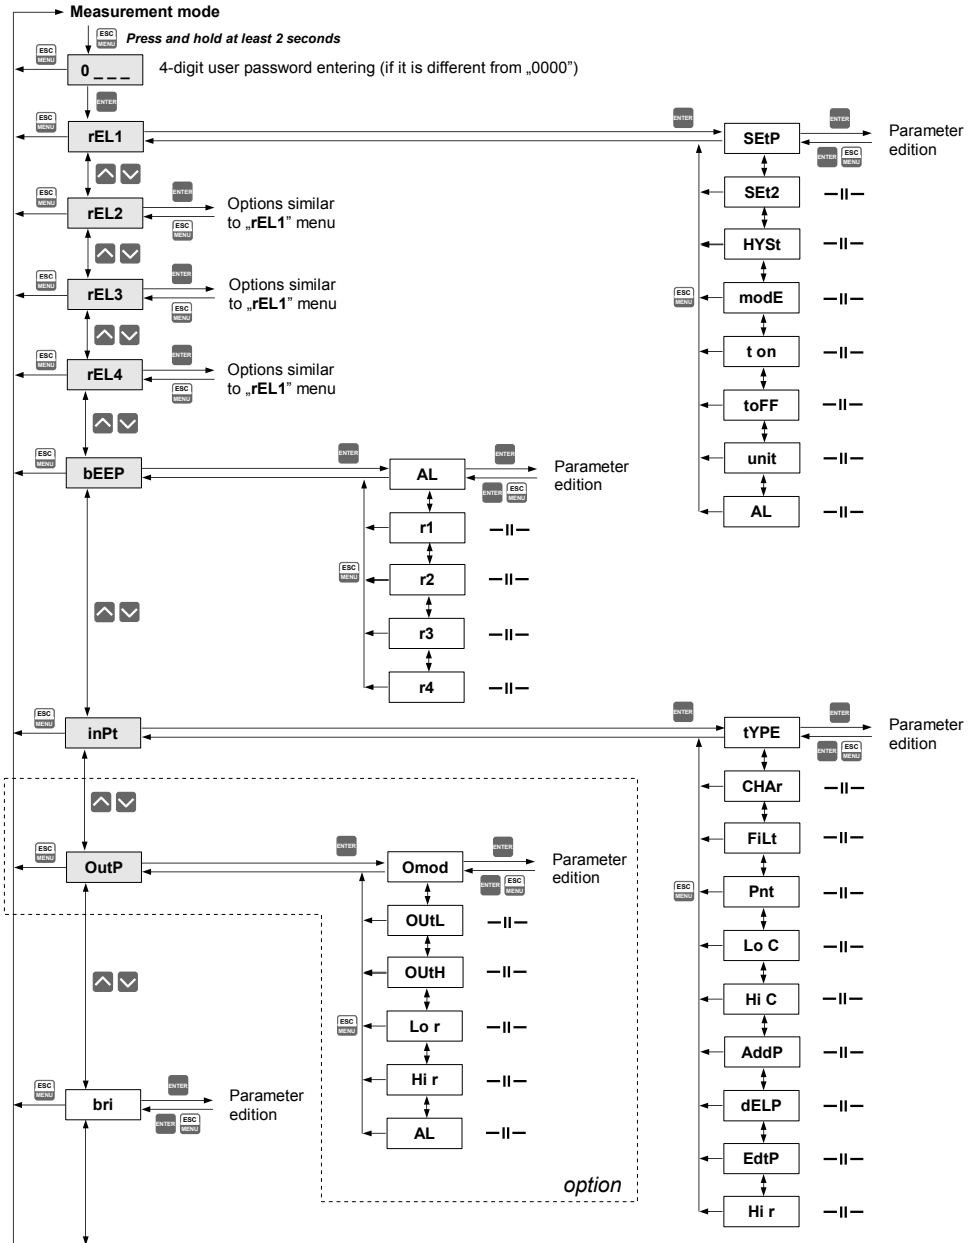 Measurement mode
ESC
MENU
Press and hold at least 2 seconds
ESC
MENU
0 _ _ _
4-digit user password entering (if it is different from „0000")
ENTER
ESC
MENU
rEL1
ENTER
SEtP
ENTER
ENTER
ESC
MENU
Parameter
edition
ESC
MENU
rEL2
ENTER
ESC
MENU
Options similar
to „rEL1" menu
SEt2
—II—
HYSt
—II—
ESC
MENU
rEL3
ENTER
ESC
MENU
Options similar
to „rEL1" menu
ESC
MENU
modE
—II—
t on
—II—
ESC
MENU
rEL4
ENTER
ESC
MENU
Options similar
to „rEL1" menu
toFF
—II—
unit
—II—
AL
—II—
ESC
MENU
bEEP
ENTER
AL
ENTER
ENTER
ESC
MENU
Parameter
edition
r1
—II—
ESC
MENU
r2
—II—
r3
—II—
r4
—II—
ESC
MENU
inPt
ENTER
tYPE
ENTER
ENTER
ESC
MENU
Parameter
edition
CHAr
—II—
FiLt
—II—
ESC
MENU
Pnt
—II—
Lo C
—II—
Hi C
—II—
AddP
—II—
dELP
—II—
EdtP
—II—
Hi r
—II—
ESC
MENU
OutP
ENTER
Omod
ENTER
ENTER
ESC
MENU
Parameter
edition
OUtL
—II—
OUtH
—II—
ESC
MENU
Lo r
—II—
Hi r
—II—
AL
—II—
option
ESC
MENU
bri
ENTER
ENTER
ESC
MENU
Parameter
edition